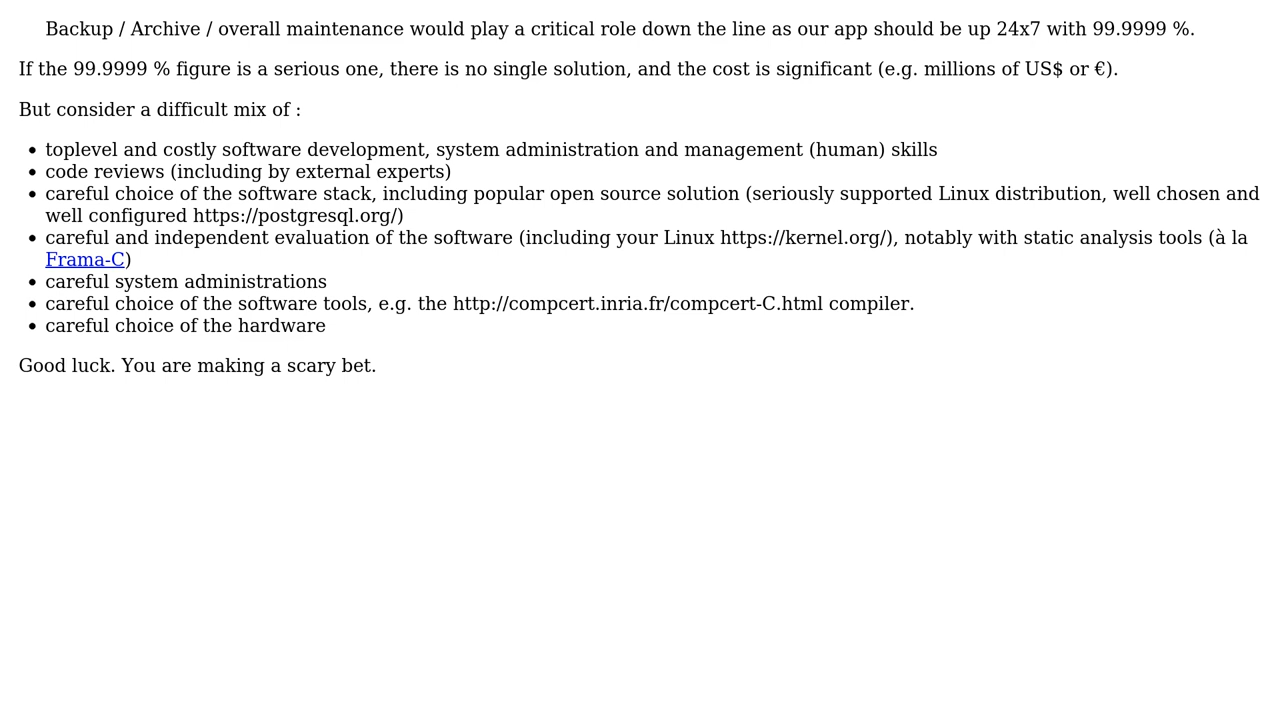 Backup / Archive / overall maintenance would play a critical role down the line as our app should be up 24x7 with 99.9999 %.
If the 99.9999 % figure is a serious one, there is no single solution, and the cost is significant (e.g. millions of US$ or €).
But consider a difficult mix of :
• toplevel and costly software development, system administration and management (human) skills
• code reviews (including by external experts)
• careful choice of the software stack, including popular open source solution (seriously supported Linux distribution, well chosen and
well configured https://postgresql.org/)
• careful and independent evaluation of the software (including your Linux https://kernel.org/), notably with static analysis tools (à la
Frama-C)
• careful system administrations
• careful choice of the software tools, e.g. the http://compcert.inria.fr/compcert-C.html compiler.
• careful choice of the hardware
Good luck. You are making a scary bet.